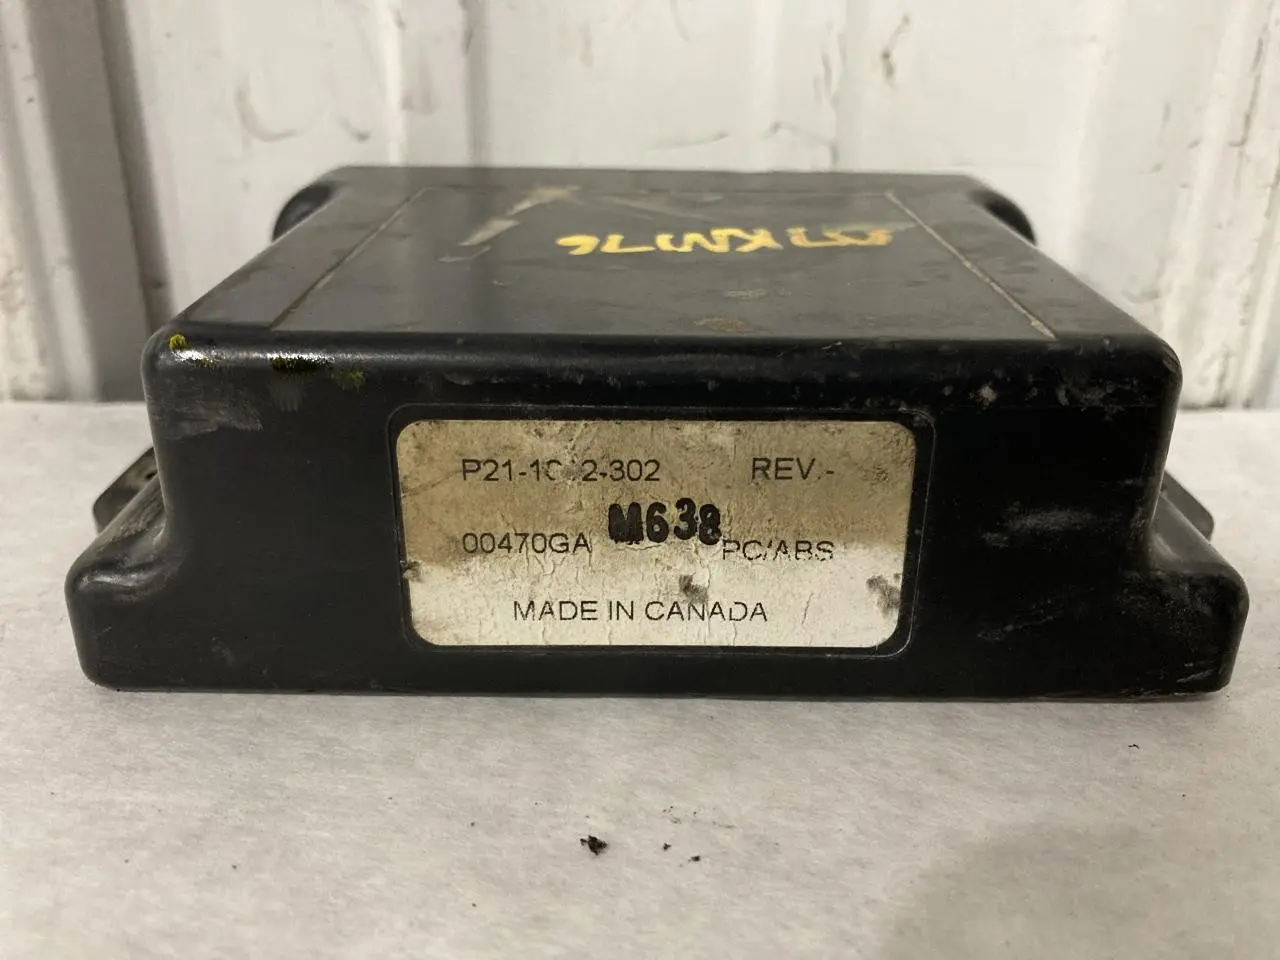 REV.-
M638
00470GA PC/ABS
MADE IN CANADA